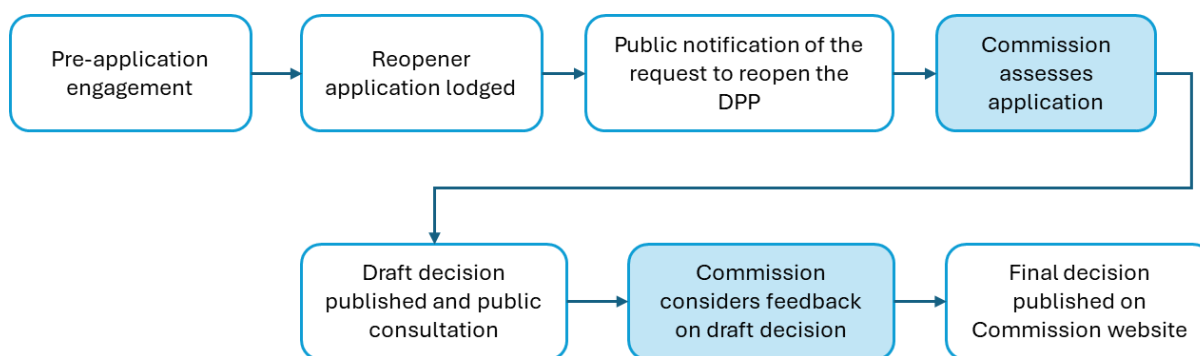 Pre-application
engagement
Reopener
application lodged
Public notification of the
request to reopen the
DPP
Commission
assesses
application
Draft decision
published and public
consultation
Commission
considers feedback
on draft decision
Final decision
published on
Commission website